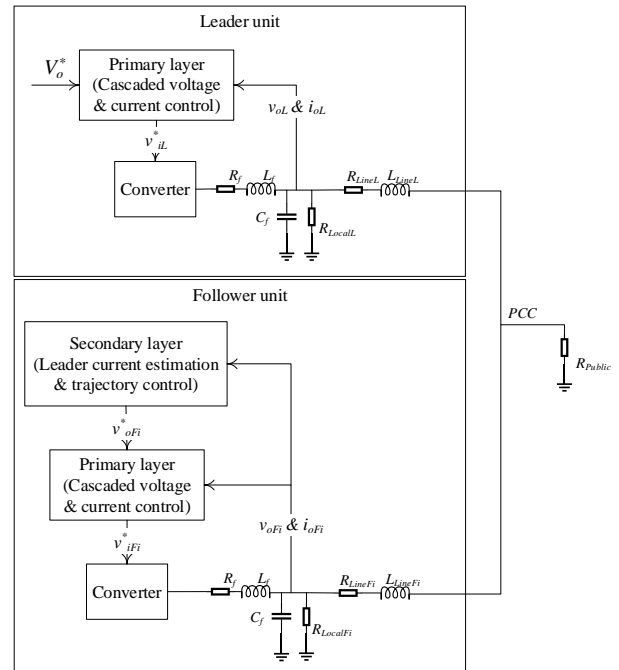 Leader unit
V*o
Primary layer
(Cascaded voltage
& current control)
voL & ioL
v*iL
Converter
Rf
Lf
RLineL
LLineL
Cf
RLocalL
Follower unit
Secondary layer
(Leader current estimation
& trajectory control)
PCC
RPublic
v*oFi
Primary layer
(Cascaded voltage
& current control)
voFi & ioFi
v*iFi
Converter
Rf
Lf
RLineFi
LLineFi
Cf
RLocalFi